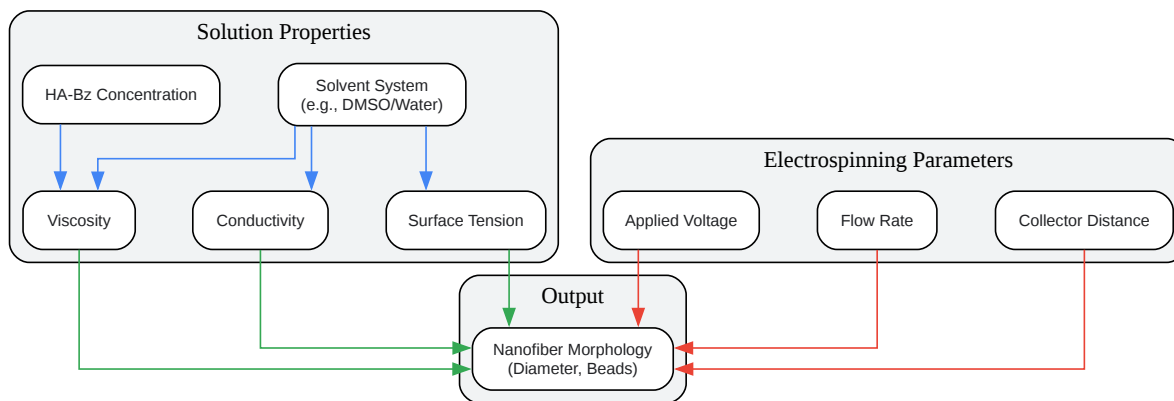 Solution Properties
HA-Bz Concentration
Solvent System
(e.g., DMSO/Water)
Viscosity
Conductivity
Surface Tension
Electrospinning Parameters
Applied Voltage
Flow Rate
Collector Distance
Output
Nanofiber Morphology
(Diameter, Beads)